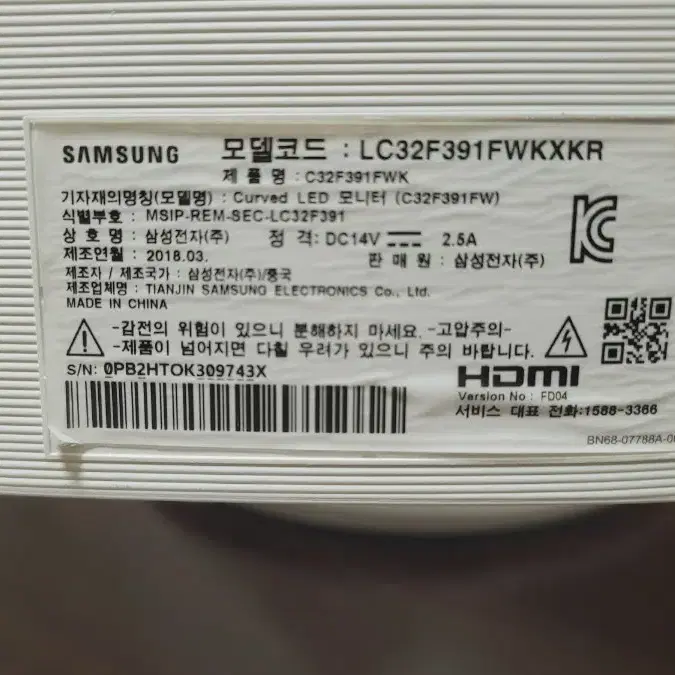 SAMSUNG 모델코드 : LC32F391FWKXKR
제 품 명 : C32F391FWK
기자재의명칭(모델명) : Curved LED 모니터 (C32F391FW)
식별부호 : MSIP-REM-SEC-LC32F391
상 호 명 : 삼성전자(주) 정 격: DC14V 2.5A
제조연월 : 2018.03. 판 매 원 : 삼성전자(주)
제조자 / 제조국가 : 삼성전자(주)/중국
제조업체명 : TIANJIN SAMSUNG ELECTRONICS Co., Ltd.
MADE IN CHINA
-감전의 위험이 있으니 분해하지 마세요. -고압주의-
-제품이 넘어지면 다칠 우려가 있으니 주의 바랍니다.
S/N: 0PB2HTOK309743X
HDMI
Version No : FD04
서비스 대표 전화:1588-3366
BN68-07788A-